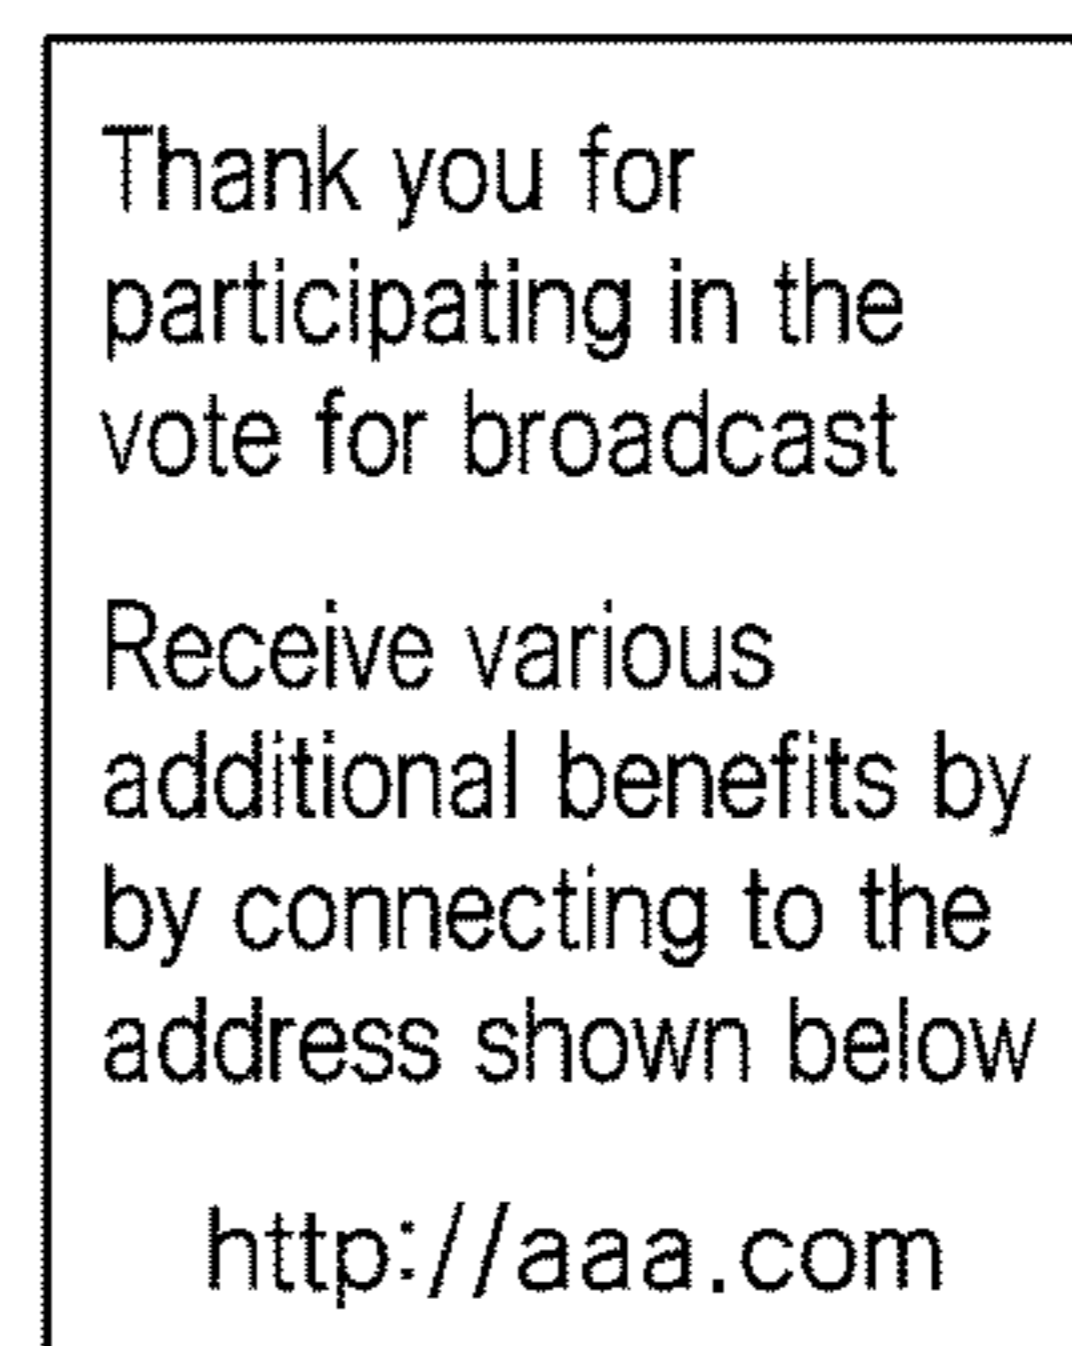 Thank you for
participating in the
vote for broadcast
Receive various
additional benefits by
by connecting to the
address shown below
http://aaa.com